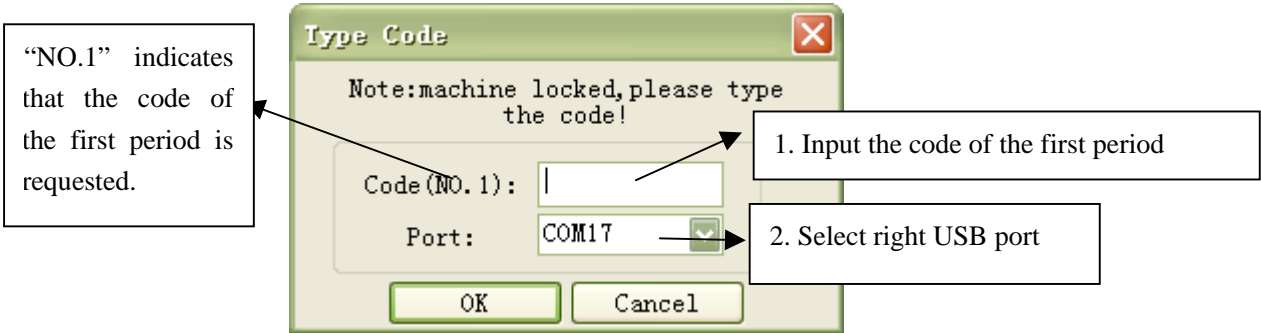 “NO.1” indicates
that the code of
the first period is
requested.
Type Code
Note:machine locked,please type
the code!
Code(NO.1):
1. Input the code of the first period
Port:
COM17
2. Select right USB port
OK
Cancel